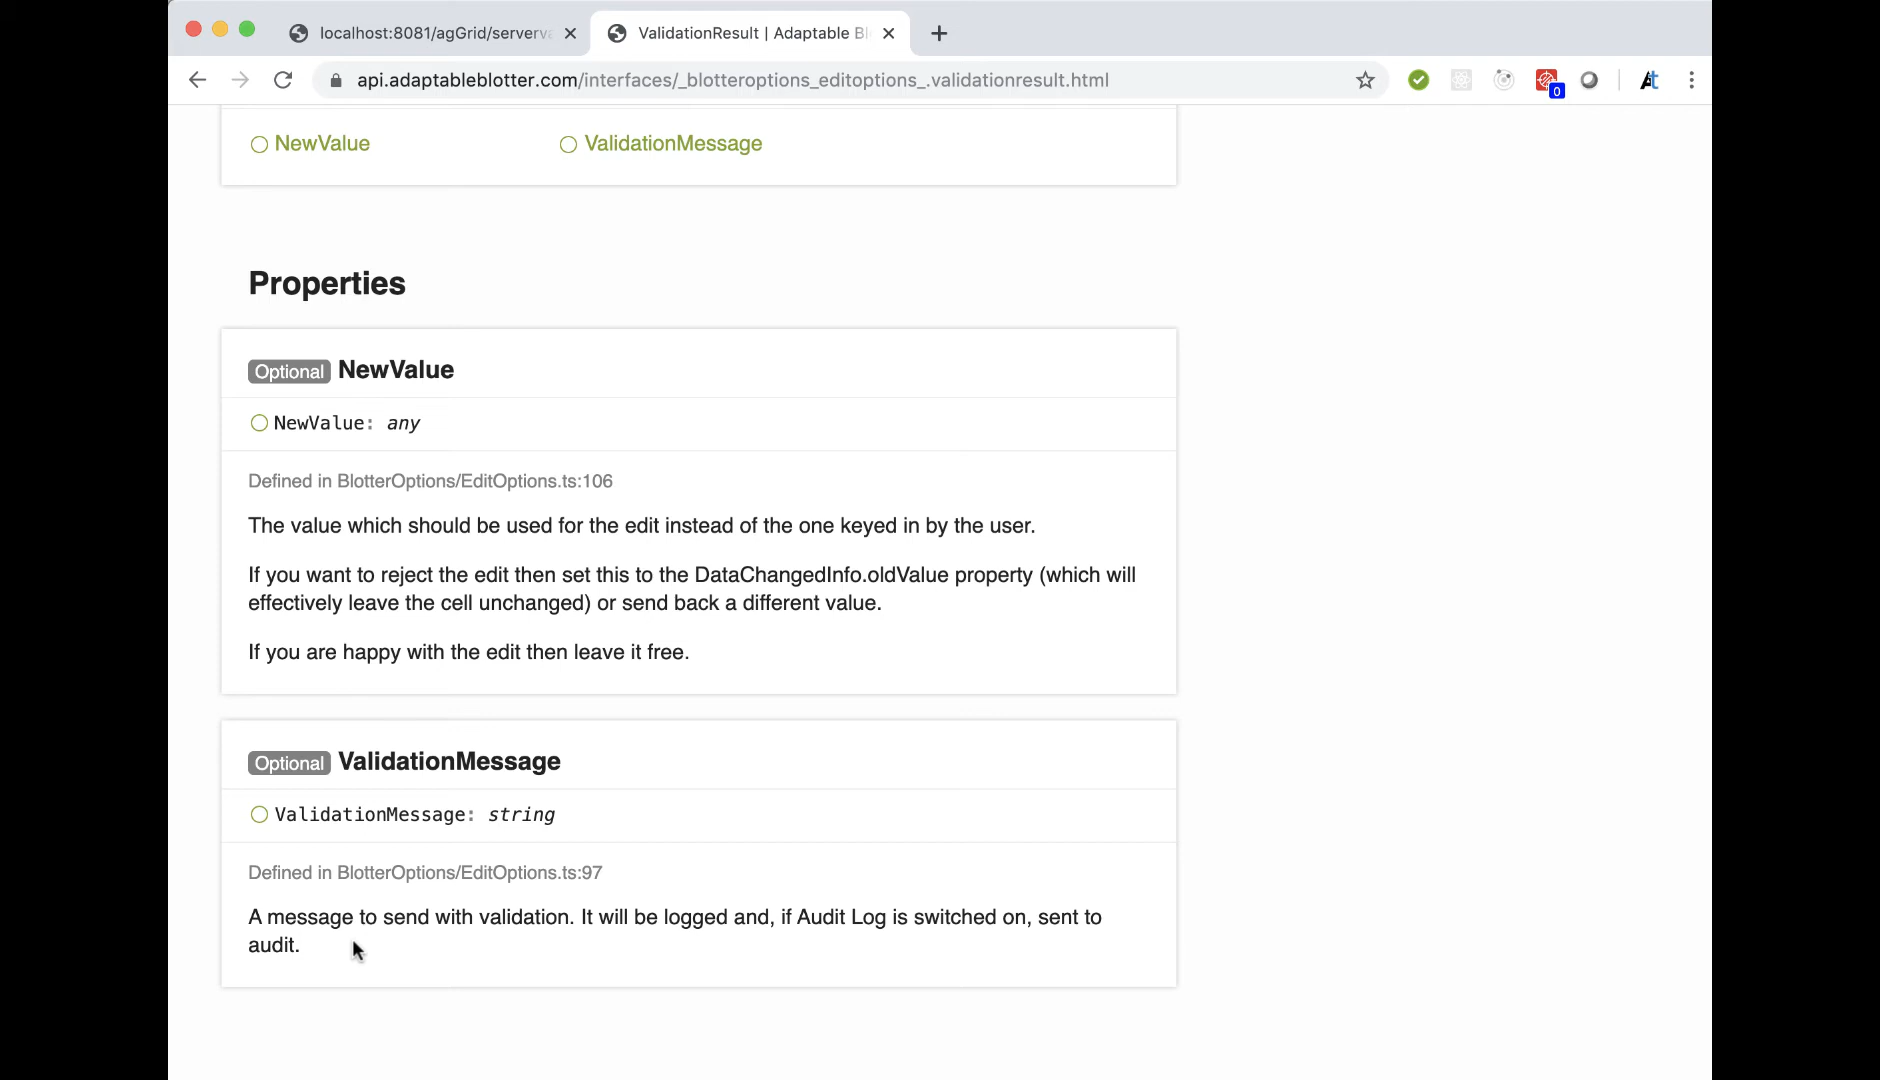 localhost:8081/agGrid/serverva
ValidationResult | Adaptable Bl
api.adaptableblotter.com/interfaces/_blotteroptions_editoptions_.validationresult.html
0
NewValue
ValidationMessage
Properties
Optional NewValue
NewValue: any
Defined in BlotterOptions/EditOptions.ts:106
The value which should be used for the edit instead of the one keyed in by the user.
If you want to reject the edit then set this to the DataChangedInfo.oldValue property (which will
effectively leave the cell unchanged) or send back a different value.
If you are happy with the edit then leave it free.
Optional ValidationMessage
ValidationMessage: string
Defined in BlotterOptions/EditOptions.ts:97
A message to send with validation. It will be logged and, if Audit Log is switched on, sent to
audit.